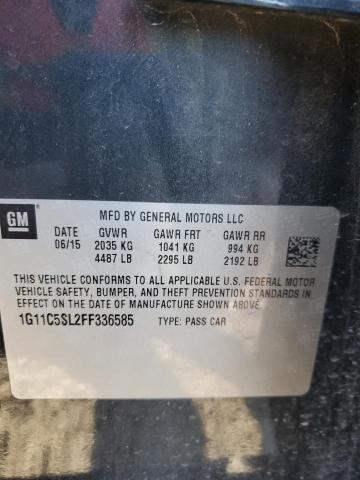 MFD BY GENERAL MOTORS LLC
GM
DATE GVWR GAWR FRT GAWR RR
06/15 2035 KG 1041 KG 994 KG
4487 LB 2295 LB 2192 LB
THIS VEHICLE CONFORMS TO ALL APPLICABLE U.S. FEDERAL MOTOR
VEHICLE SAFETY, BUMPER, AND THEFT PREVENTION STANDARDS IN
EFFECT ON THE DATE OF MANUFACTURE SHOWN ABOVE.
1G11C5SL2FF336585 TYPE: PASS CAR